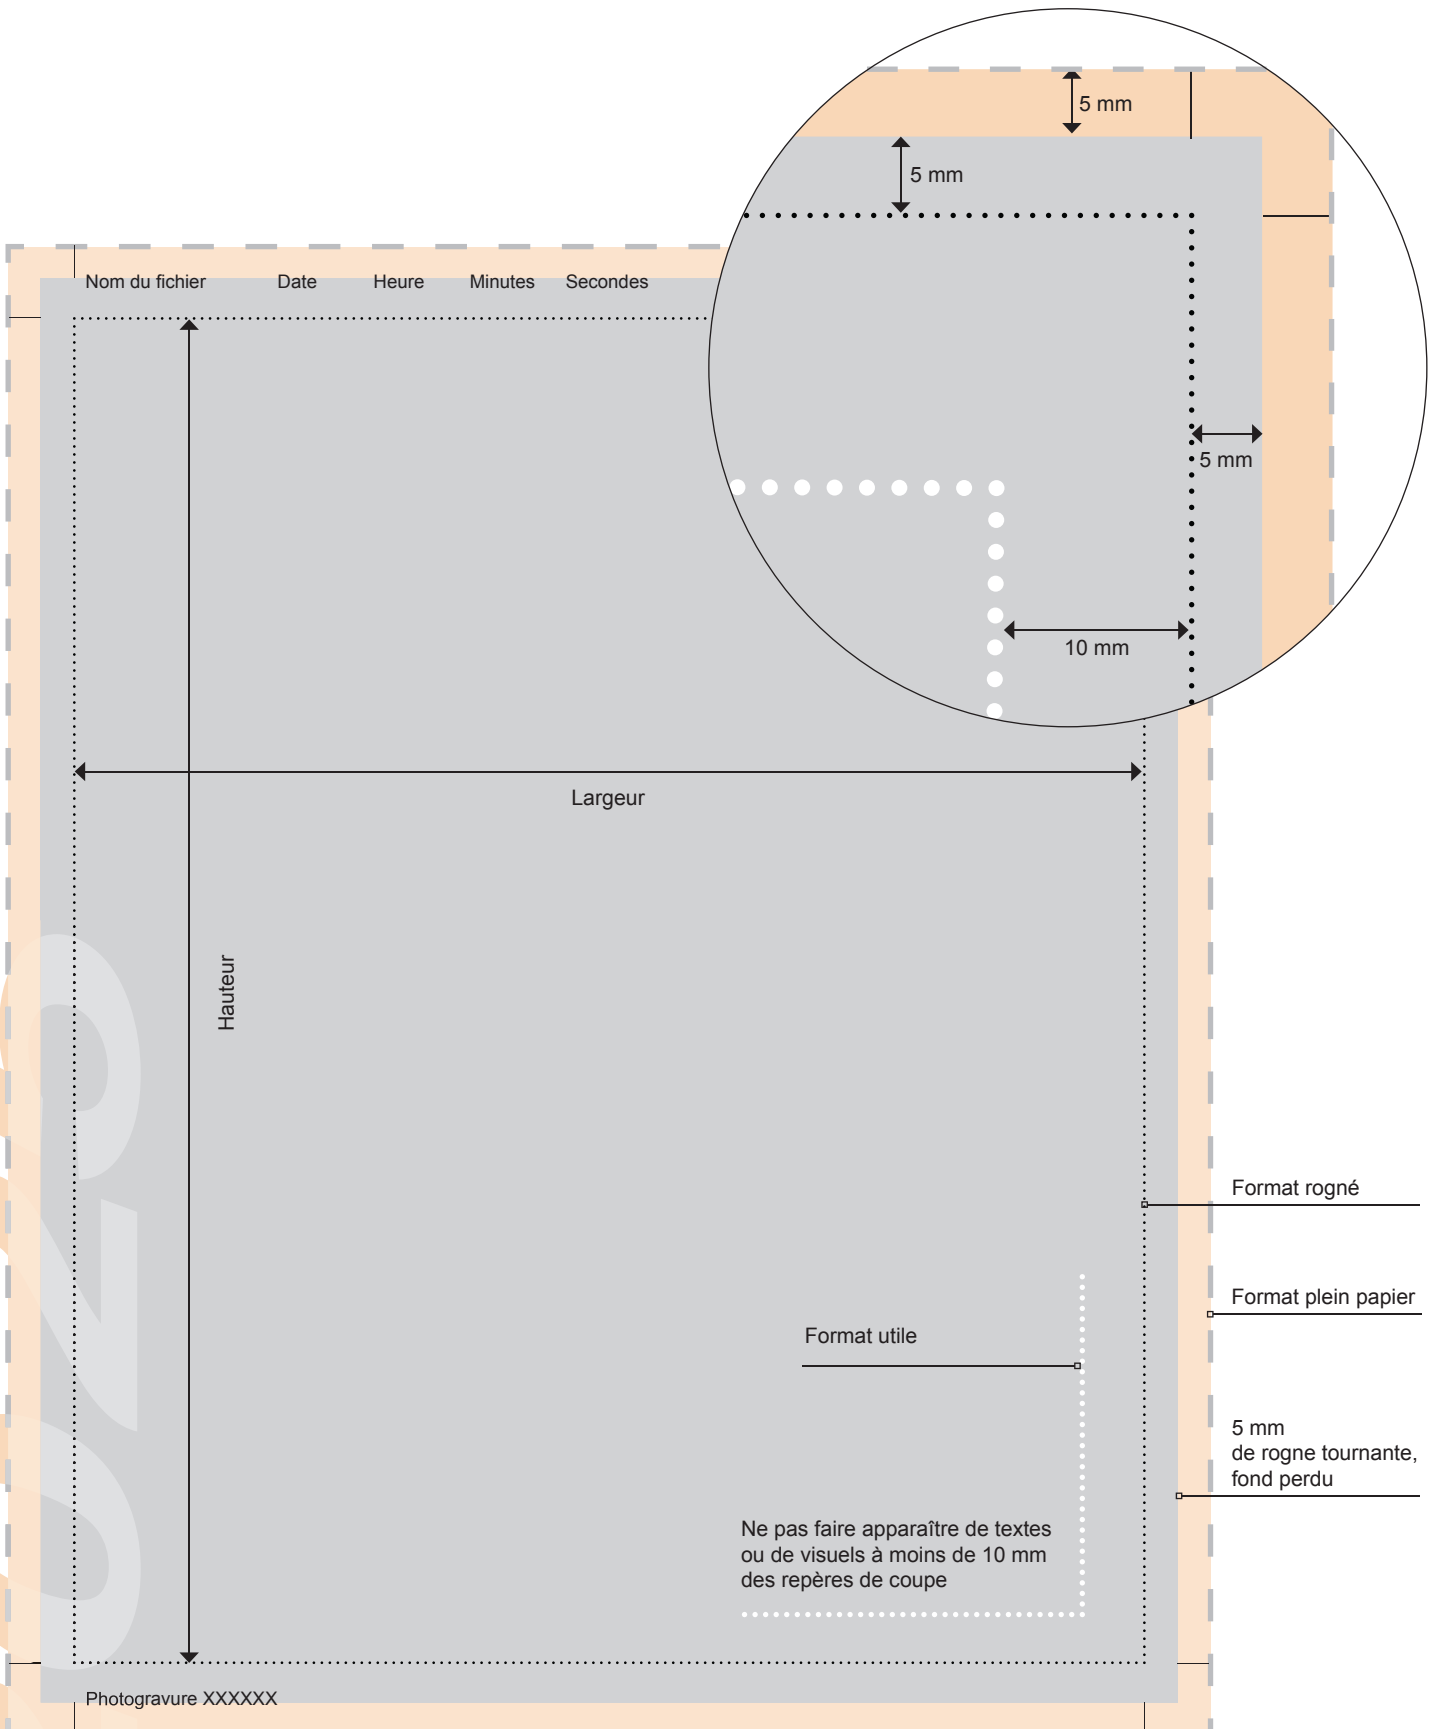 5 mm
5 mm
Nom du fichier Date Heure Minutes Secondes
5 mm
10 mm
Largeur
Hauteur
Format rogné
Format plein papier
Format utile
5 mm
de rogne tournante,
fond perdu
Ne pas faire apparaître de textes
ou de visuels à moins de 10 mm
des repères de coupe
Photogravure XXXXXX